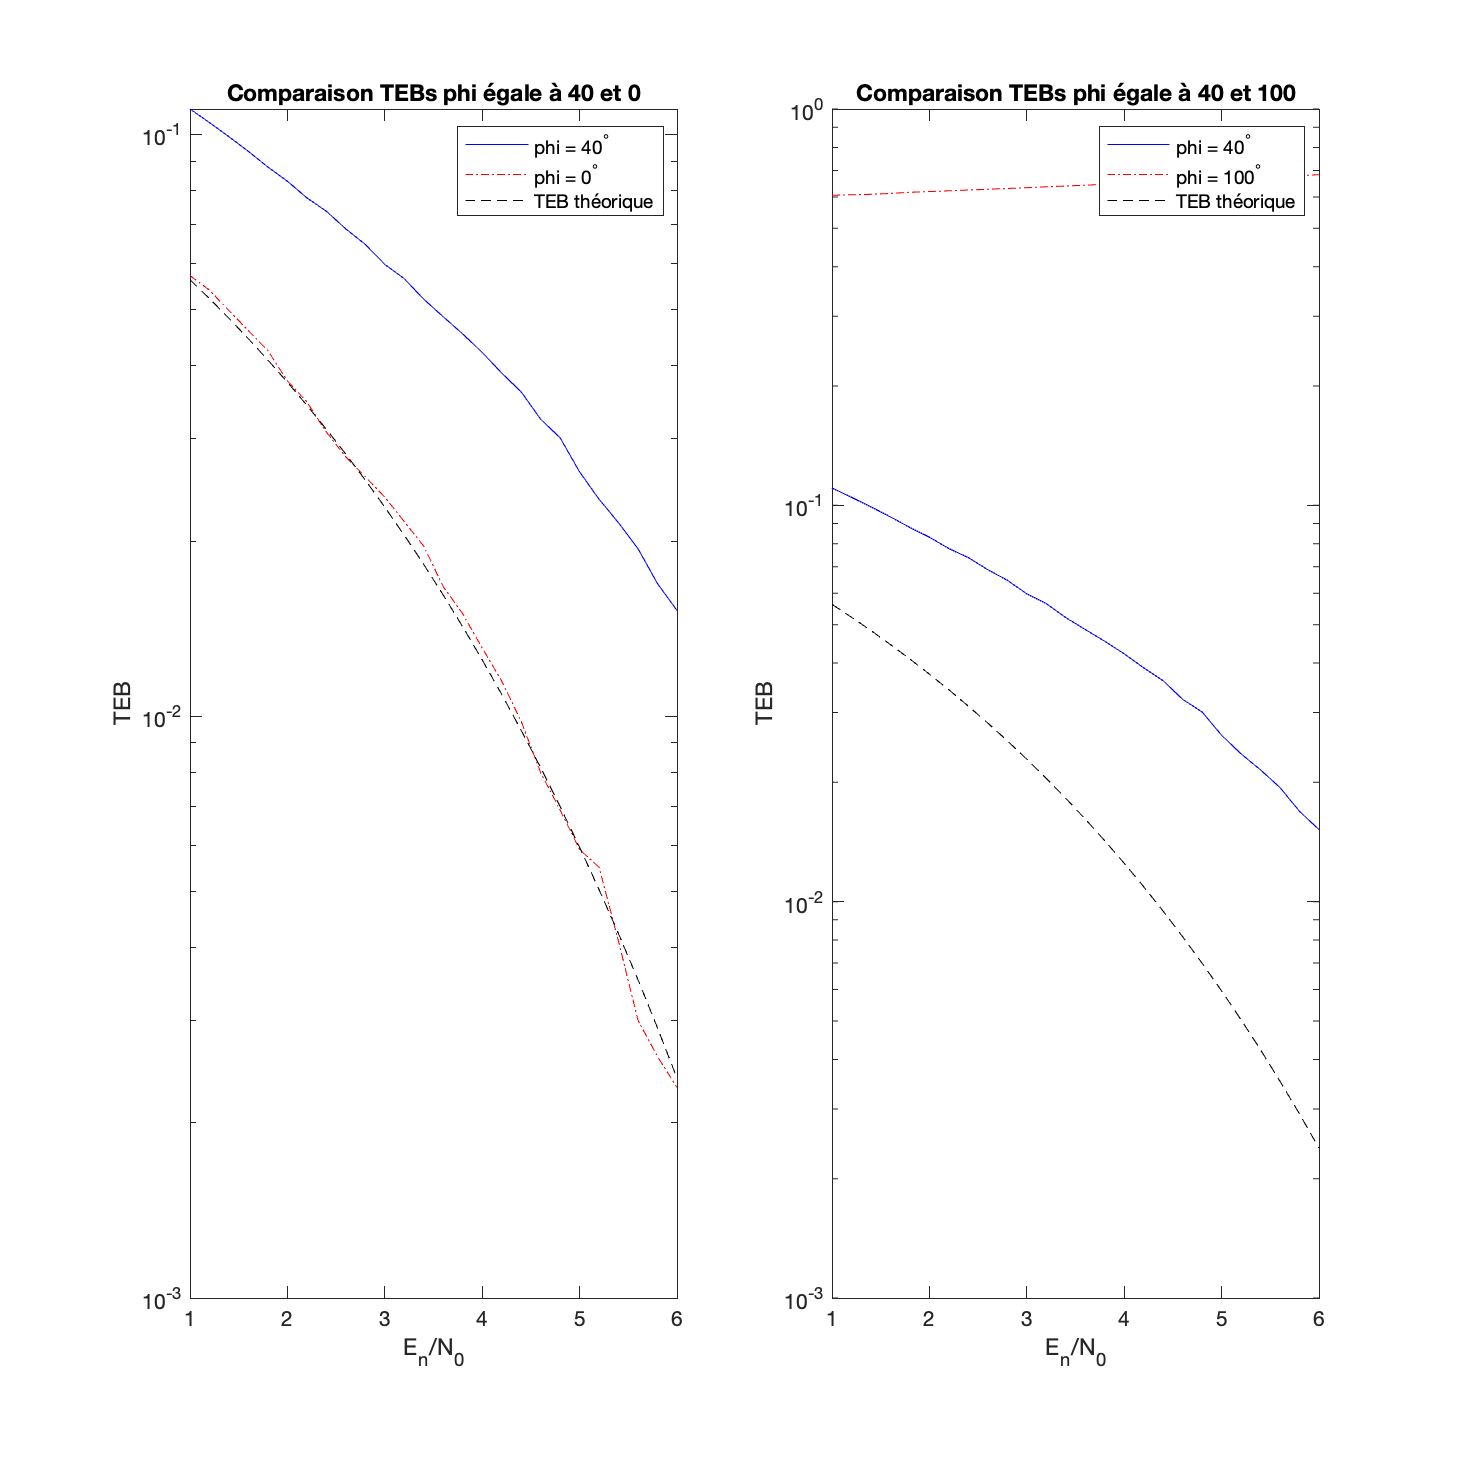 Comparaison TEBs phi égale à 40 et 0
10^-1
10^-2
10^-3
TEB
phi = 40°
phi = 0°
TEB théorique
1 2 3 4 5 6
E_n/N_0
Comparaison TEBs phi égale à 40 et 100
10^0
10^-1
10^-2
10^-3
TEB
phi = 40°
phi = 100°
TEB théorique
1 2 3 4 5 6
E_n/N_0